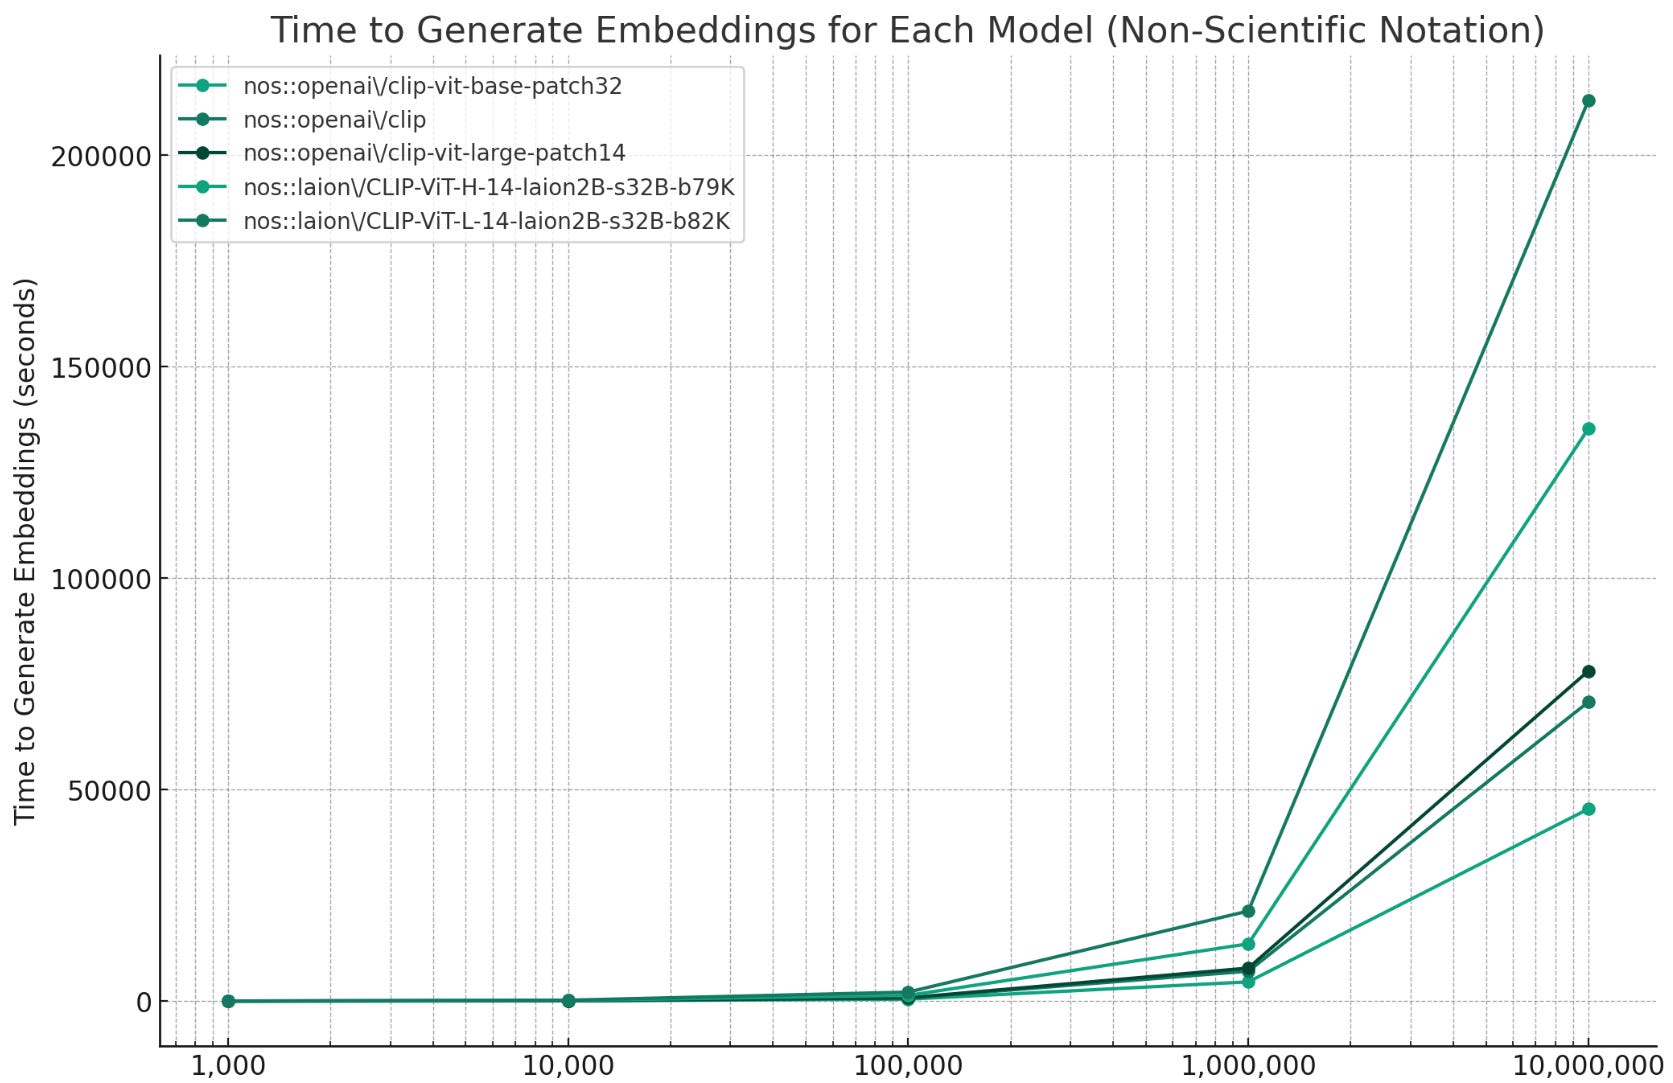 Time to Generate Embeddings for Each Model (Non-Scientific Notation)
nos::openai\/clip-vit-base-patch32
nos::openai\/clip
nos::openai\/clip-vit-large-patch14
nos::laion\/CLIP-ViT-H-14-laion2B-s32B-b79K
nos::laion\/CLIP-ViT-L-14-laion2B-s32B-b82K
Time to Generate Embeddings (seconds)
200000
150000
100000
50000
0
1,000
10,000
100,000
1,000,000
10,000,000